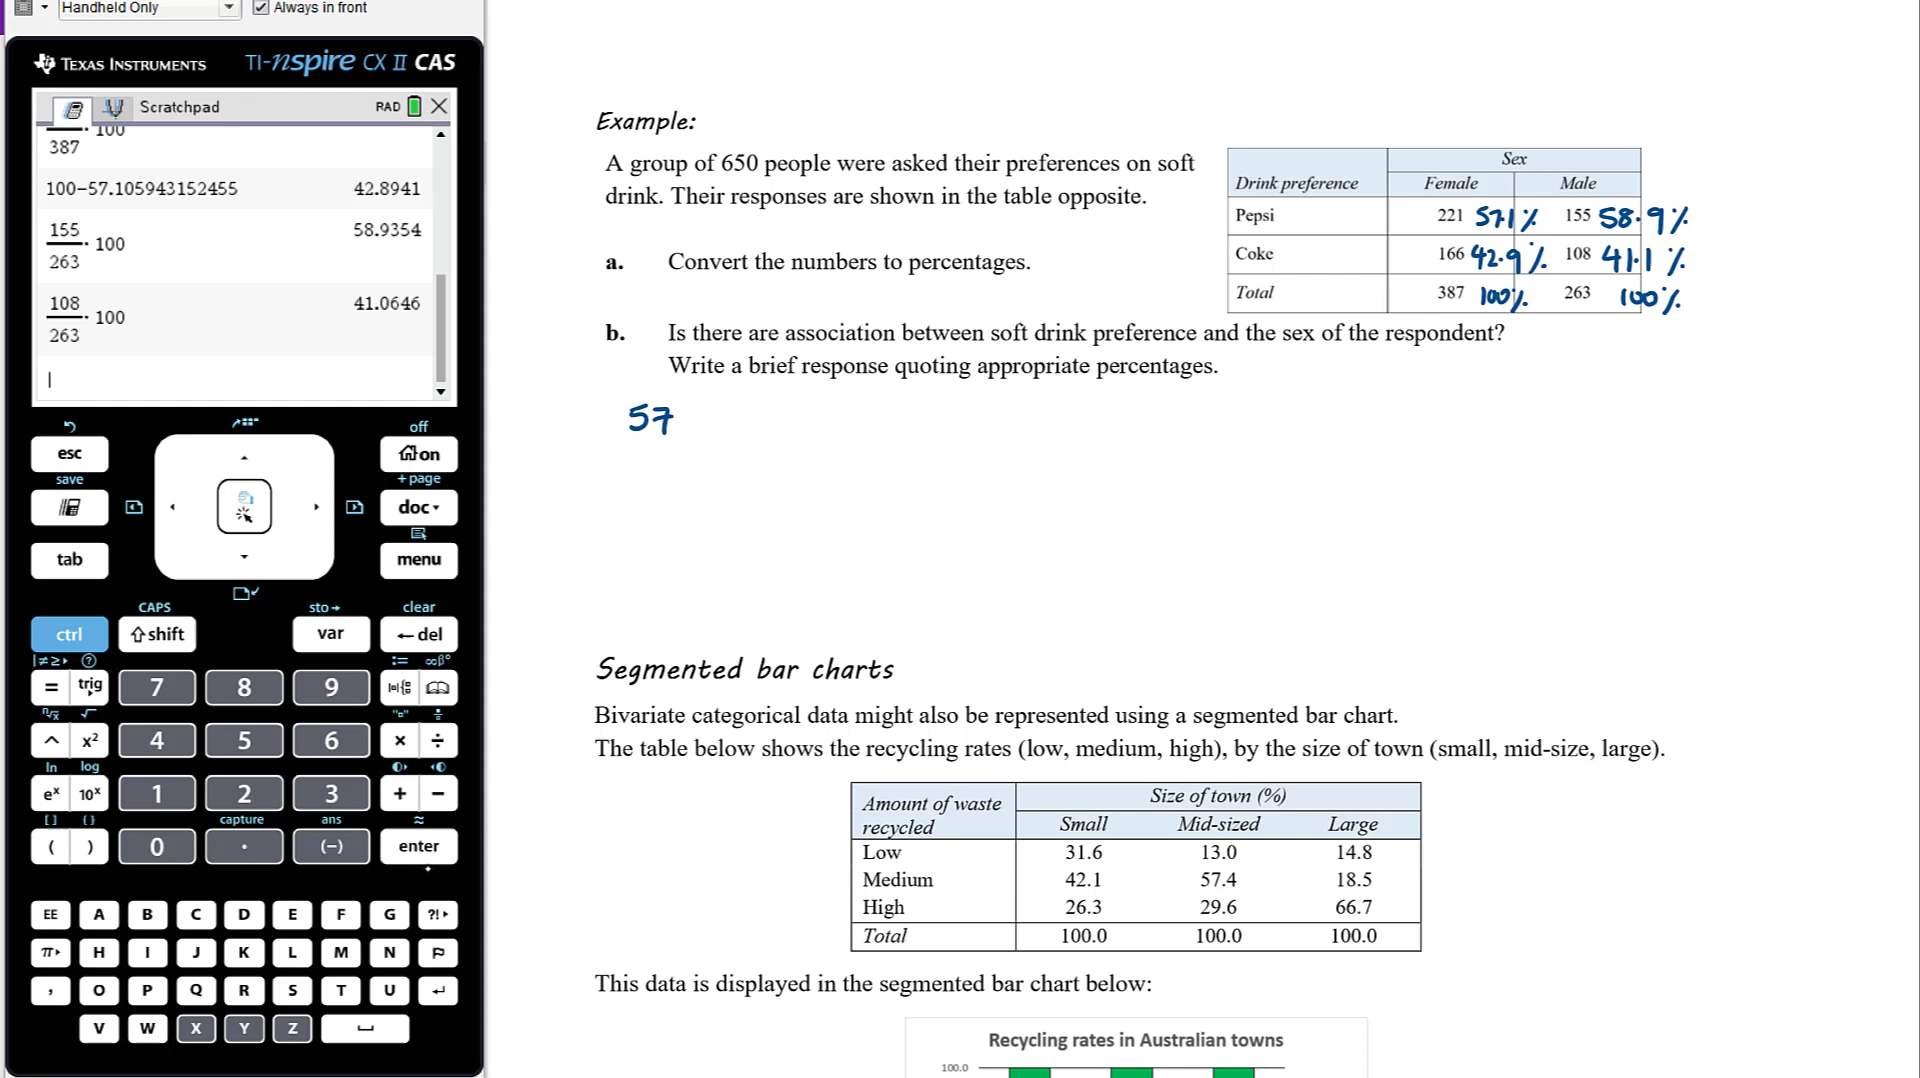 Handheld Only Always in front
TEXAS INSTRUMENTS TI-nspire CX II CAS
Scratchpad RAD
100
387
100−57.105943152455 42.8941
155
263 · 100 58.9354
108
263 · 100 41.0646
off
esc on
save + page
doc
tab menu
CAPS sto→ clear
ctrl shift var ←del
|≠≥▸ ? := ∞β°
= trig 7 8 9
ⁿ√x √ "□"
^ x² 4 5 6 × ÷
ln log
eˣ 10ˣ 1 2 3 + −
[ ] { } capture ans ≈
( ) 0 . (−) enter
EE A B C D E F G ?!▸
π▸ H I J K L M N
, O P Q R S T U
V W X Y Z
Example:
A group of 650 people were asked their preferences on soft
drink. Their responses are shown in the table opposite.
Sex
Drink preference Female Male
Pepsi 221 57.1% 155 58.9%
Coke 166 42.9% 108 41.1%
Total 387 100% 263 100%
a. Convert the numbers to percentages.
b. Is there are association between soft drink preference and the sex of the respondent?
Write a brief response quoting appropriate percentages.
57
Segmented bar charts
Bivariate categorical data might also be represented using a segmented bar chart.
The table below shows the recycling rates (low, medium, high), by the size of town (small, mid-size, large).
Amount of waste Size of town (%)
recycled Small Mid-sized Large
Low 31.6 13.0 14.8
Medium 42.1 57.4 18.5
High 26.3 29.6 66.7
Total 100.0 100.0 100.0
This data is displayed in the segmented bar chart below:
Recycling rates in Australian towns
100.0